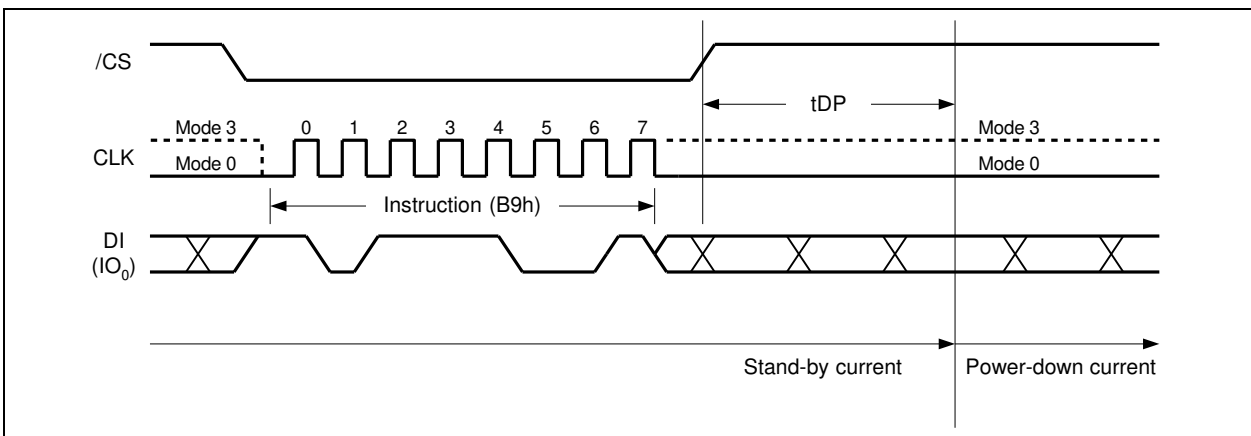 /CS
tDP
Mode 3
0 1 2 3 4 5 6 7
Mode 3
CLK
Mode 0
Mode 0
Instruction (B9h)
DI
(IO0)
Stand-by current
Power-down current